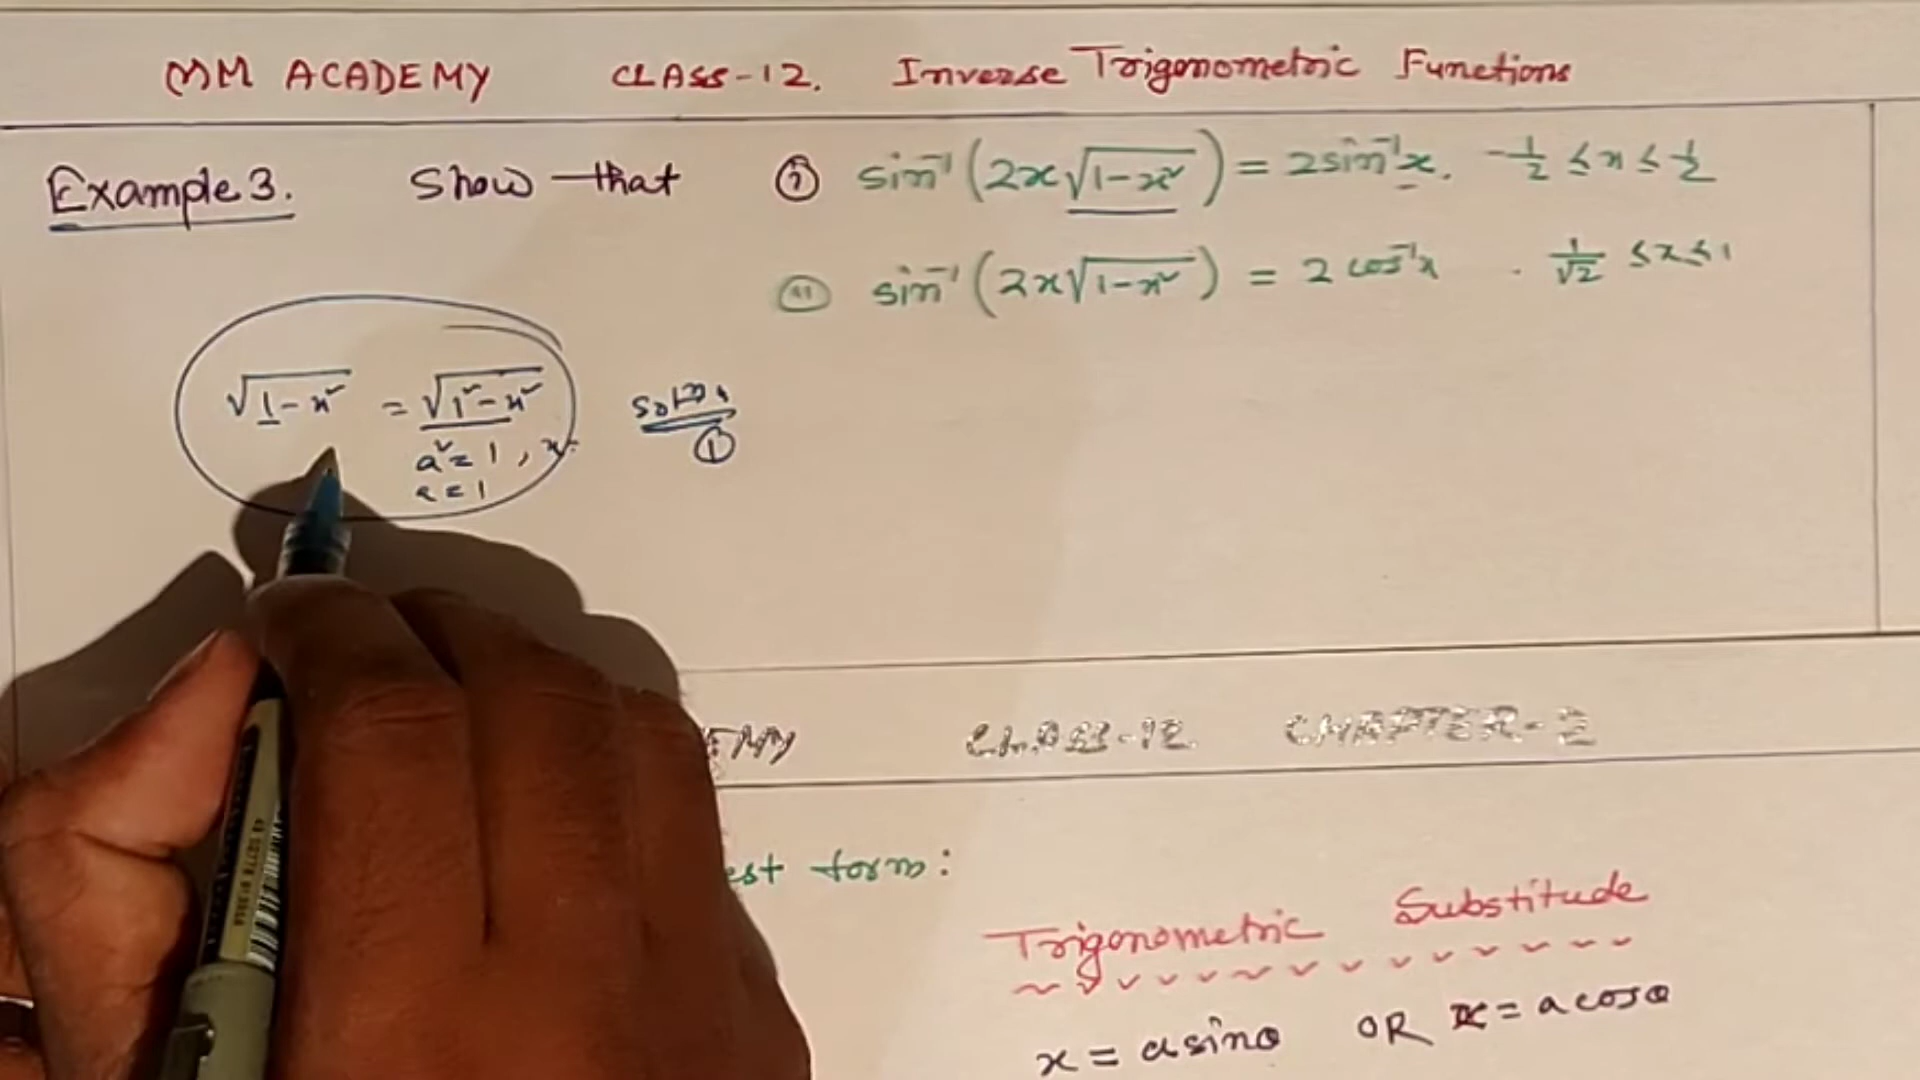 MM ACADEMY CLASS-12. Inverse Trigonometric Functions
Example 3. Show that (i) sin⁻¹(2x√(1-x²)) = 2sin⁻¹x. -1/2 ≤ x ≤ 1/2
(ii) sin⁻¹(2x√(1-x²)) = 2cos⁻¹x . 1/√2 ≤ x ≤ 1
√(1-x²) = √(1²-x²) Soln,
a² = 1, x- (1)
a = 1
EMY CLASS-12. CHAPTER-2
est form:
Trigonometric Substitude
x = a sinθ OR x = a cosθ